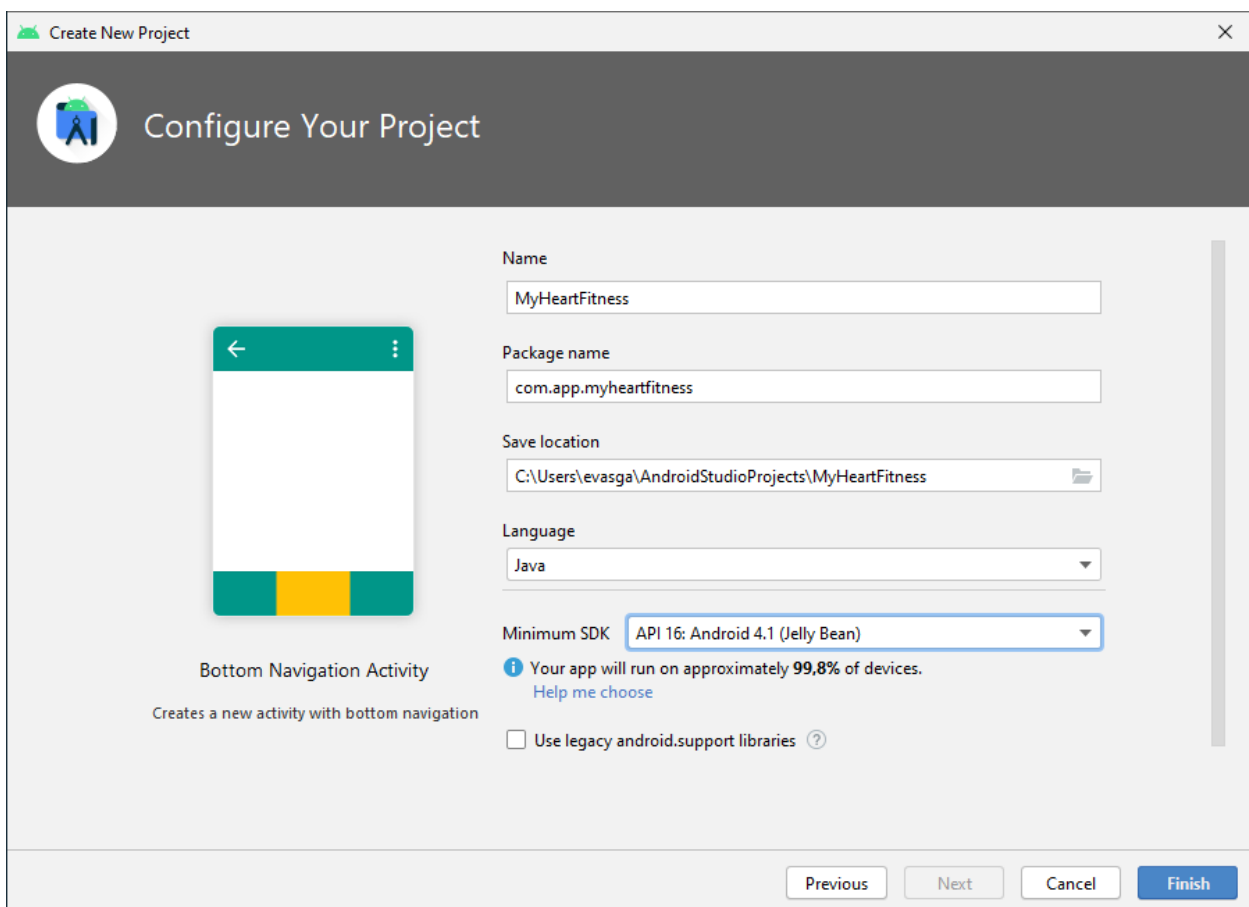 Create New Project
Configure Your Project
Name
MyHeartFitness
Package name
com.app.myheartfitness
Save location
C:\Users\evasga\AndroidStudioProjects\MyHeartFitness
Language
Java
Minimum SDK API 16: Android 4.1 (Jelly Bean)
Your app will run on approximately 99,8% of devices.
Help me choose
Use legacy android.support libraries ?
Bottom Navigation Activity
Creates a new activity with bottom navigation
Previous Next Cancel Finish